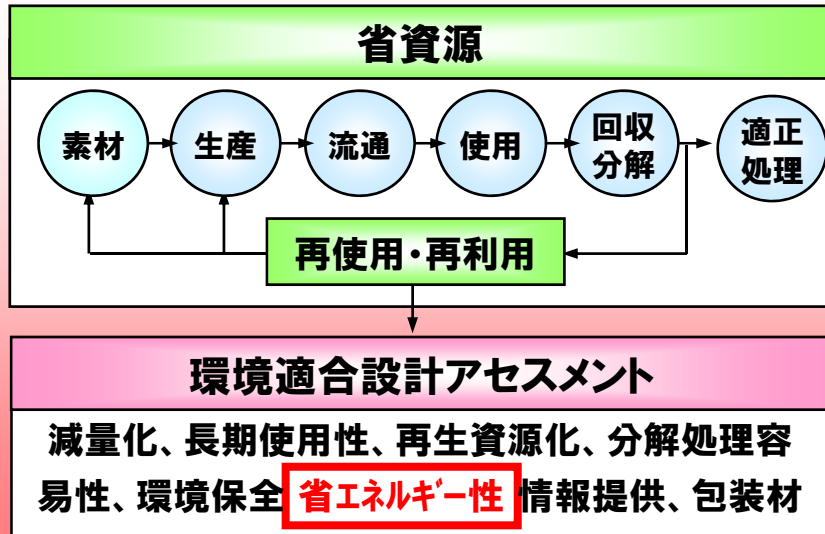 省資源
素材
生産
流通
使用
回収
分解
適正
処理
再使用・再利用
環境適合設計アセスメント
減量化、長期使用性、再生資源化、分解処理容
易性、環境保全 省エネルギー性 情報提供、包装材